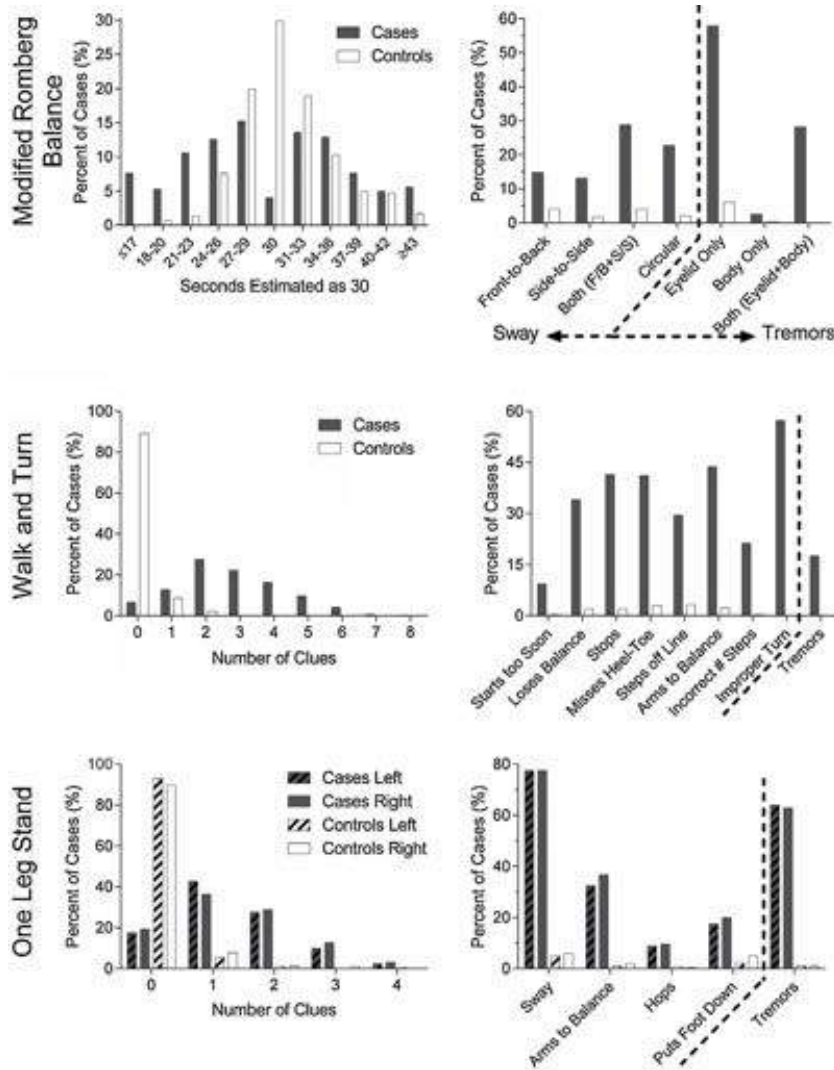 Modified Romberg
Balance
Percent of Cases (%)
30
25
20
15
10
5
0
Cases
Controls
≤17
18-20
21-23
24-26
27-29
30
31-33
34-36
37-39
40-42
≥43
Seconds Estimated as 30
Percent of Cases (%)
60
50
40
30
20
10
0
Front-to-Back
Side-to-Side
Both (F/B+S/S)
Circular
Eyelid Only
Body Only
Both (Eyelid+Body)
Sway
Tremors
Walk and Turn
Percent of Cases (%)
100
80
60
40
20
0
Cases
Controls
0 1 2 3 4 5 6 7 8
Number of Clues
Percent of Cases (%)
60
45
30
15
0
Starts too Soon
Loses Balance
Stops
Misses Heel-Toe
Steps off Line
Arms to Balance
Incorrect # Steps
Improper Turn
Tremors
One Leg Stand
Percent of Cases (%)
100
80
60
40
20
0
Cases Left
Cases Right
Controls Left
Controls Right
0 1 2 3 4
Number of Clues
Percent of Cases (%)
80
60
40
20
0
Sway
Arms to Balance
Hops
Puls Foot Down
Tremors